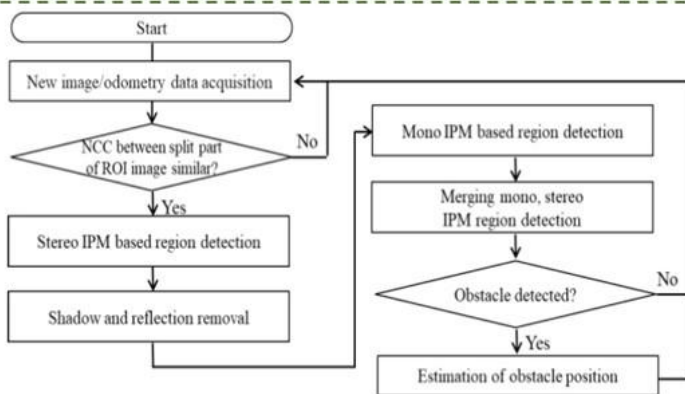 Start
New image/odometry data acquisition
NCC between split part
of ROI image similar?
No
Yes
Stereo IPM based region detection
Shadow and reflection removal
Mono IPM based region detection
Merging mono, stereo
IPM region detection
Obstacle detected?
No
Yes
Estimation of obstacle position